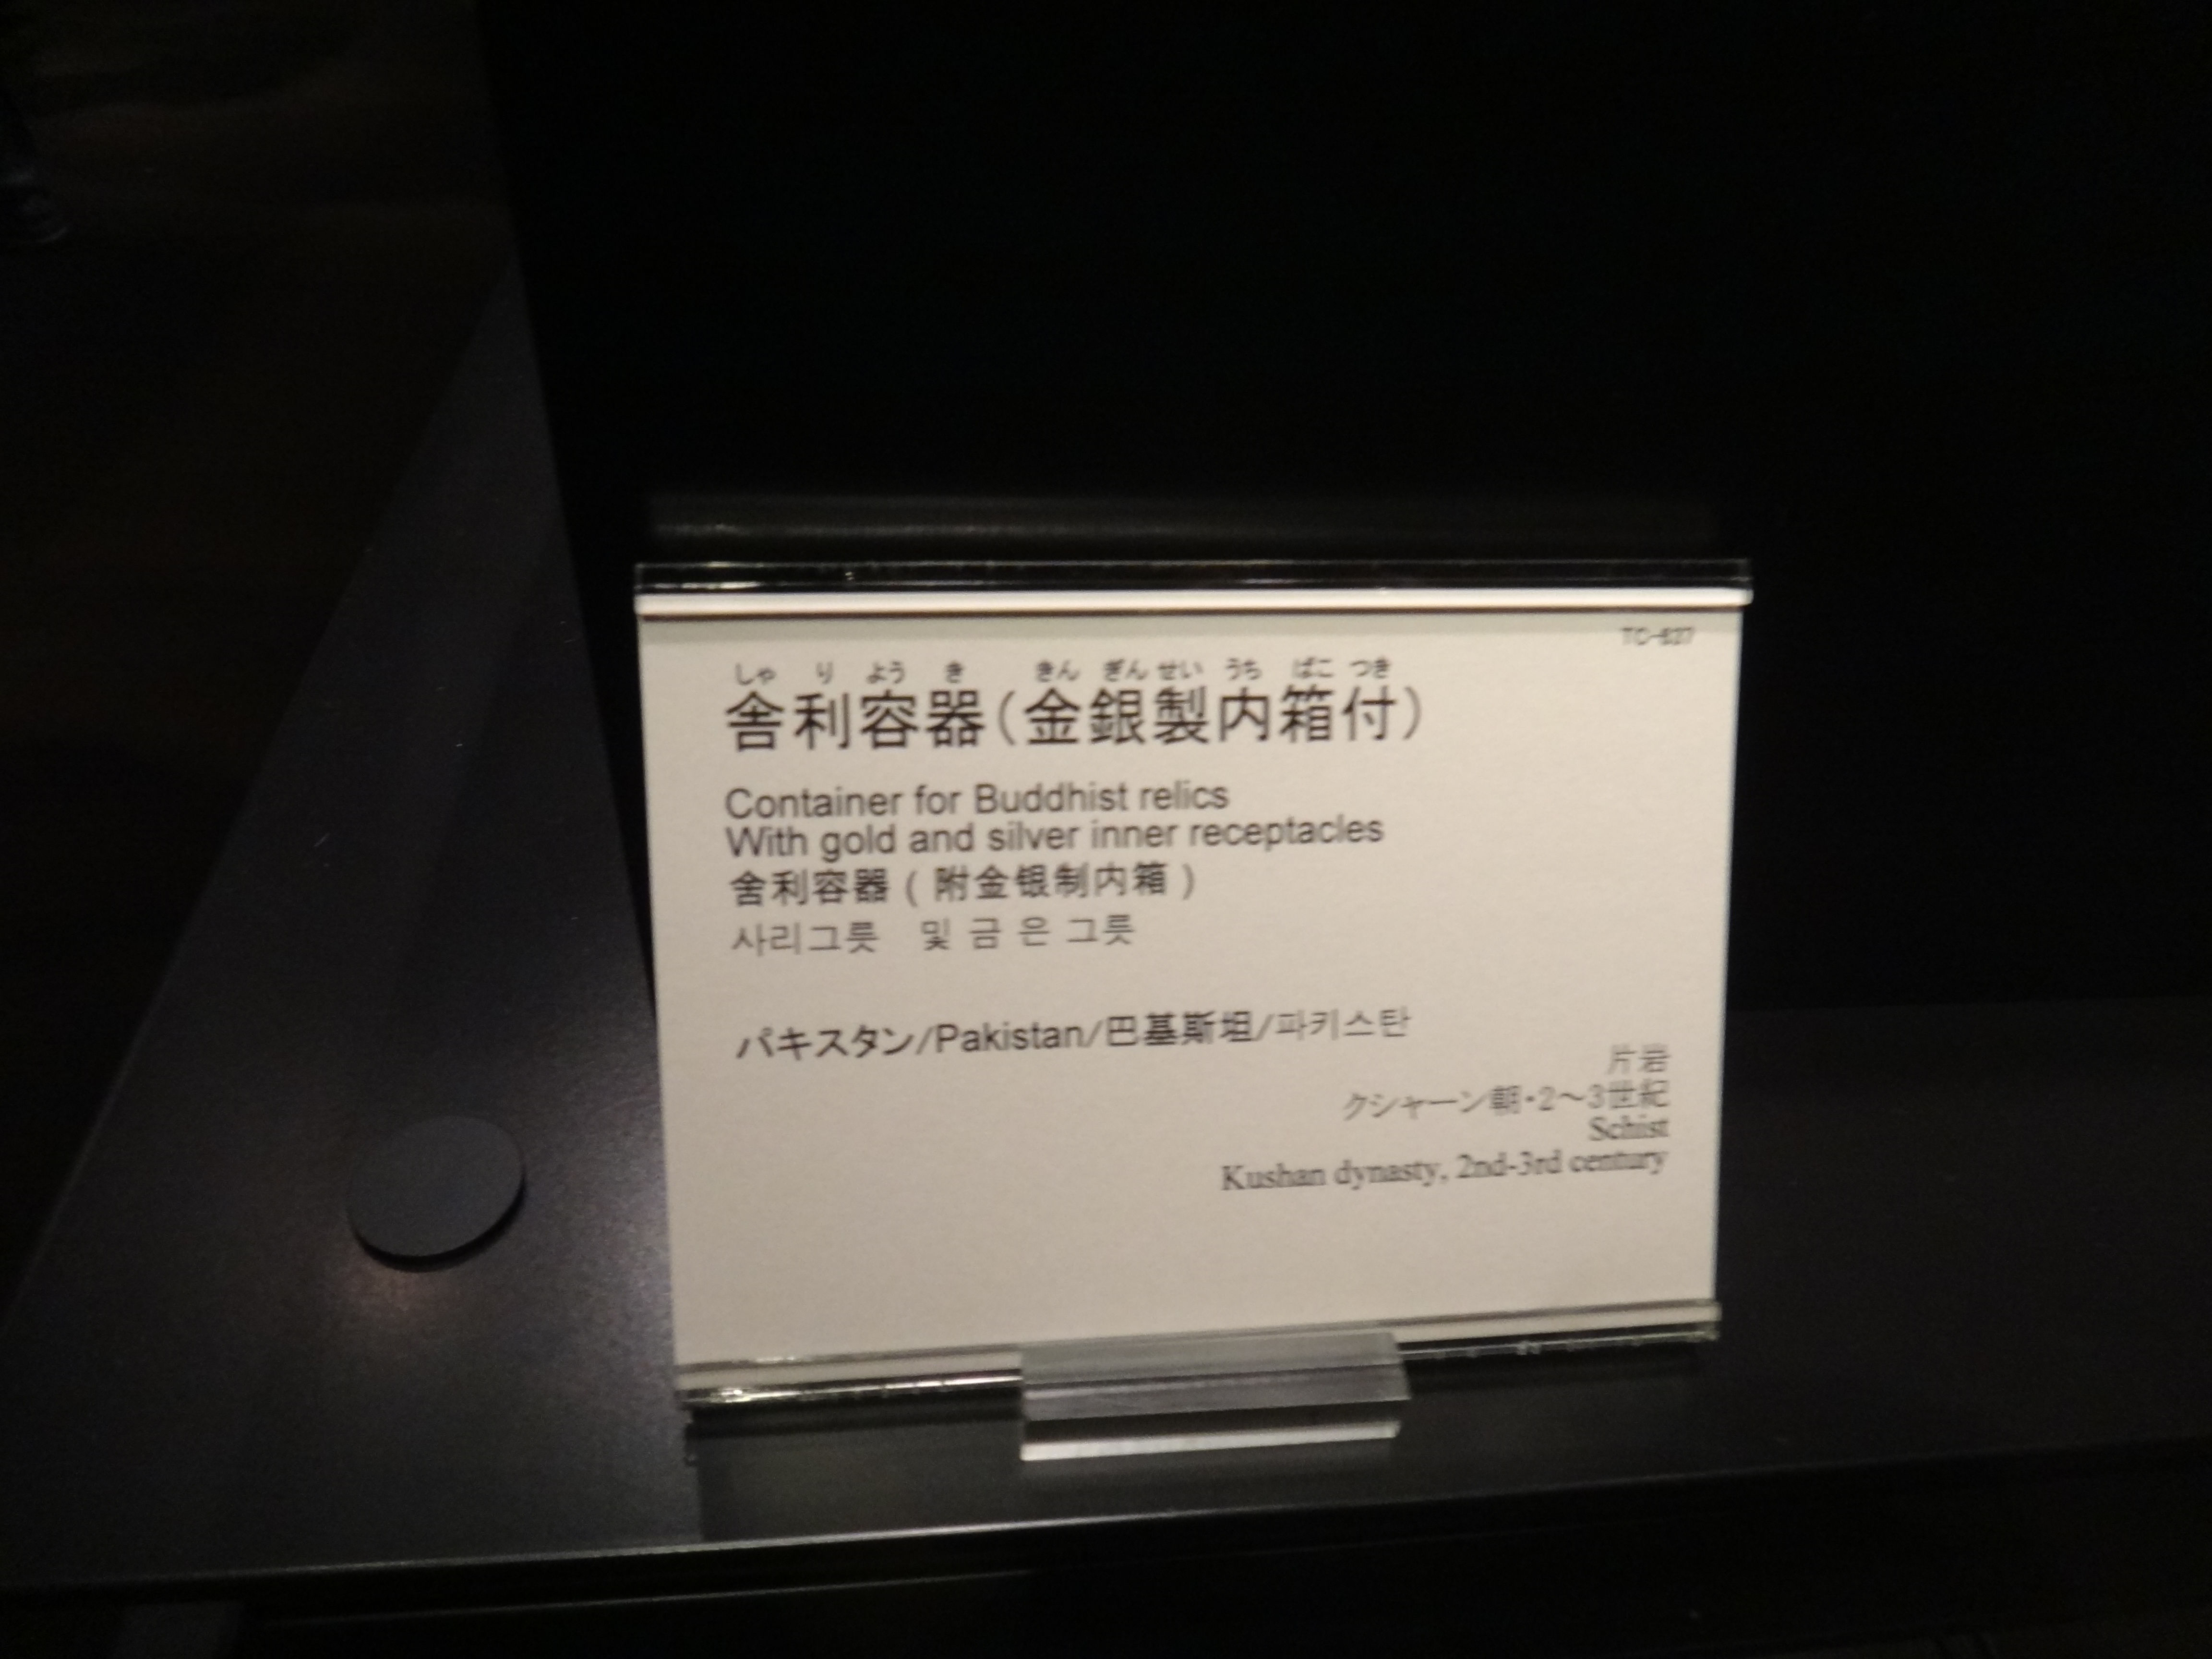 しゃ り よう き きん ぎん せい うち ばこ つき
舎利容器(金銀製内箱付)
Container for Buddhist relics
With gold and silver inner receptacles
舍利容器 ( 附金银制内箱 )
사리그릇 및 금 은 그릇
パキスタン/Pakistan/巴基斯坦/파키스탄
片岩
クシャーン朝・2～3世紀
Schist
Kushan dynasty, 2nd-3rd century